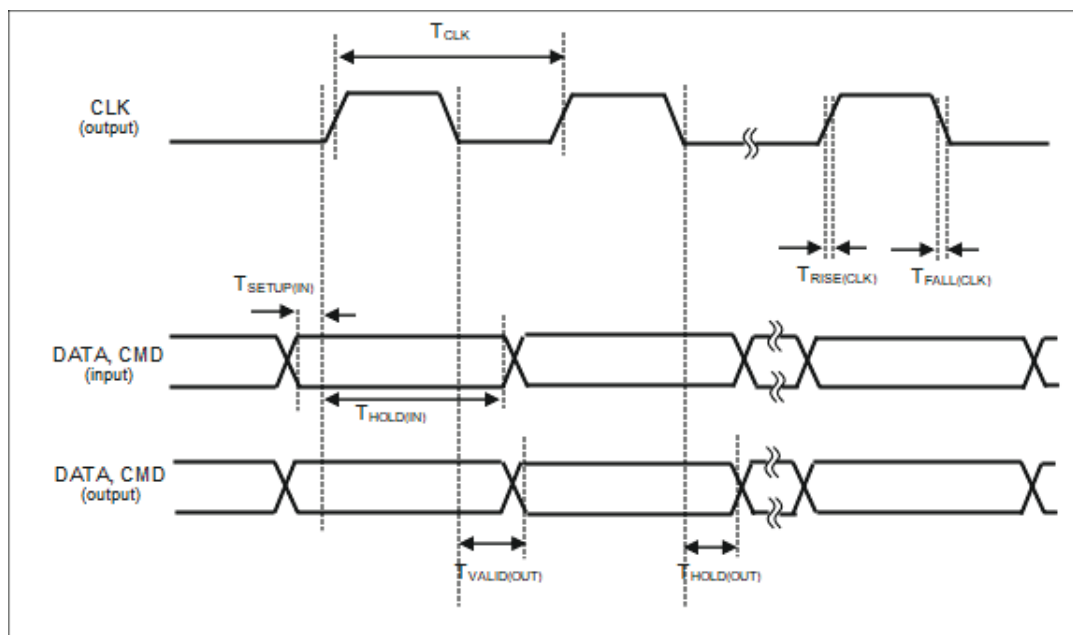 TCLK
CLK
(output)
TRISE(CLK)
TFALL(CLK)
TSETUP(IN)
DATA, CMD
(input)
THOLD(IN)
DATA, CMD
(output)
TVALID(OUT)
THOLD(OUT)